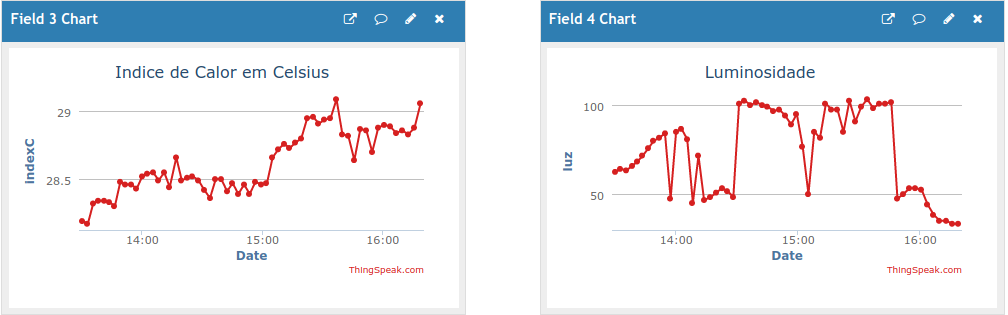 Field 3 Chart
Indice de Calor em Celsius
IndexC
29
28.5
14:00
15:00
16:00
Date
ThingSpeak.com
Field 4 Chart
Luminosidade
luz
100
50
14:00
15:00
16:00
Date
ThingSpeak.com